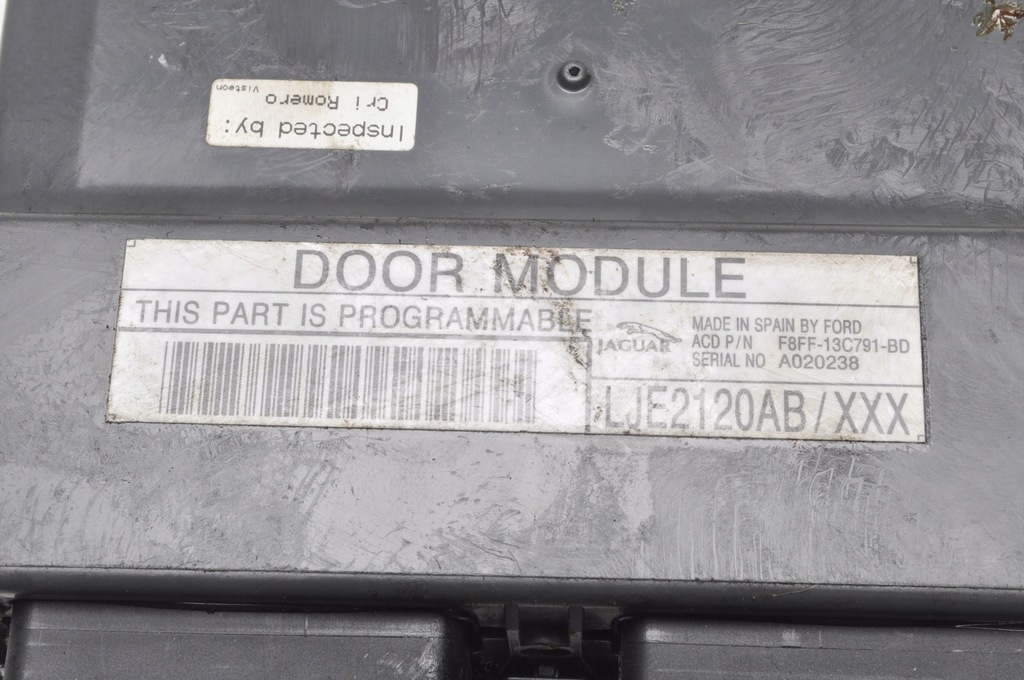 Inspected by:
Cri Romero
Visteon
DOOR MODULE
THIS PART IS PROGRAMMABLE
JAGUAR
MADE IN SPAIN BY FORD
ACD P/N F8FF-13C791-BD
SERIAL NO A020238
LJE2120AB/XXX